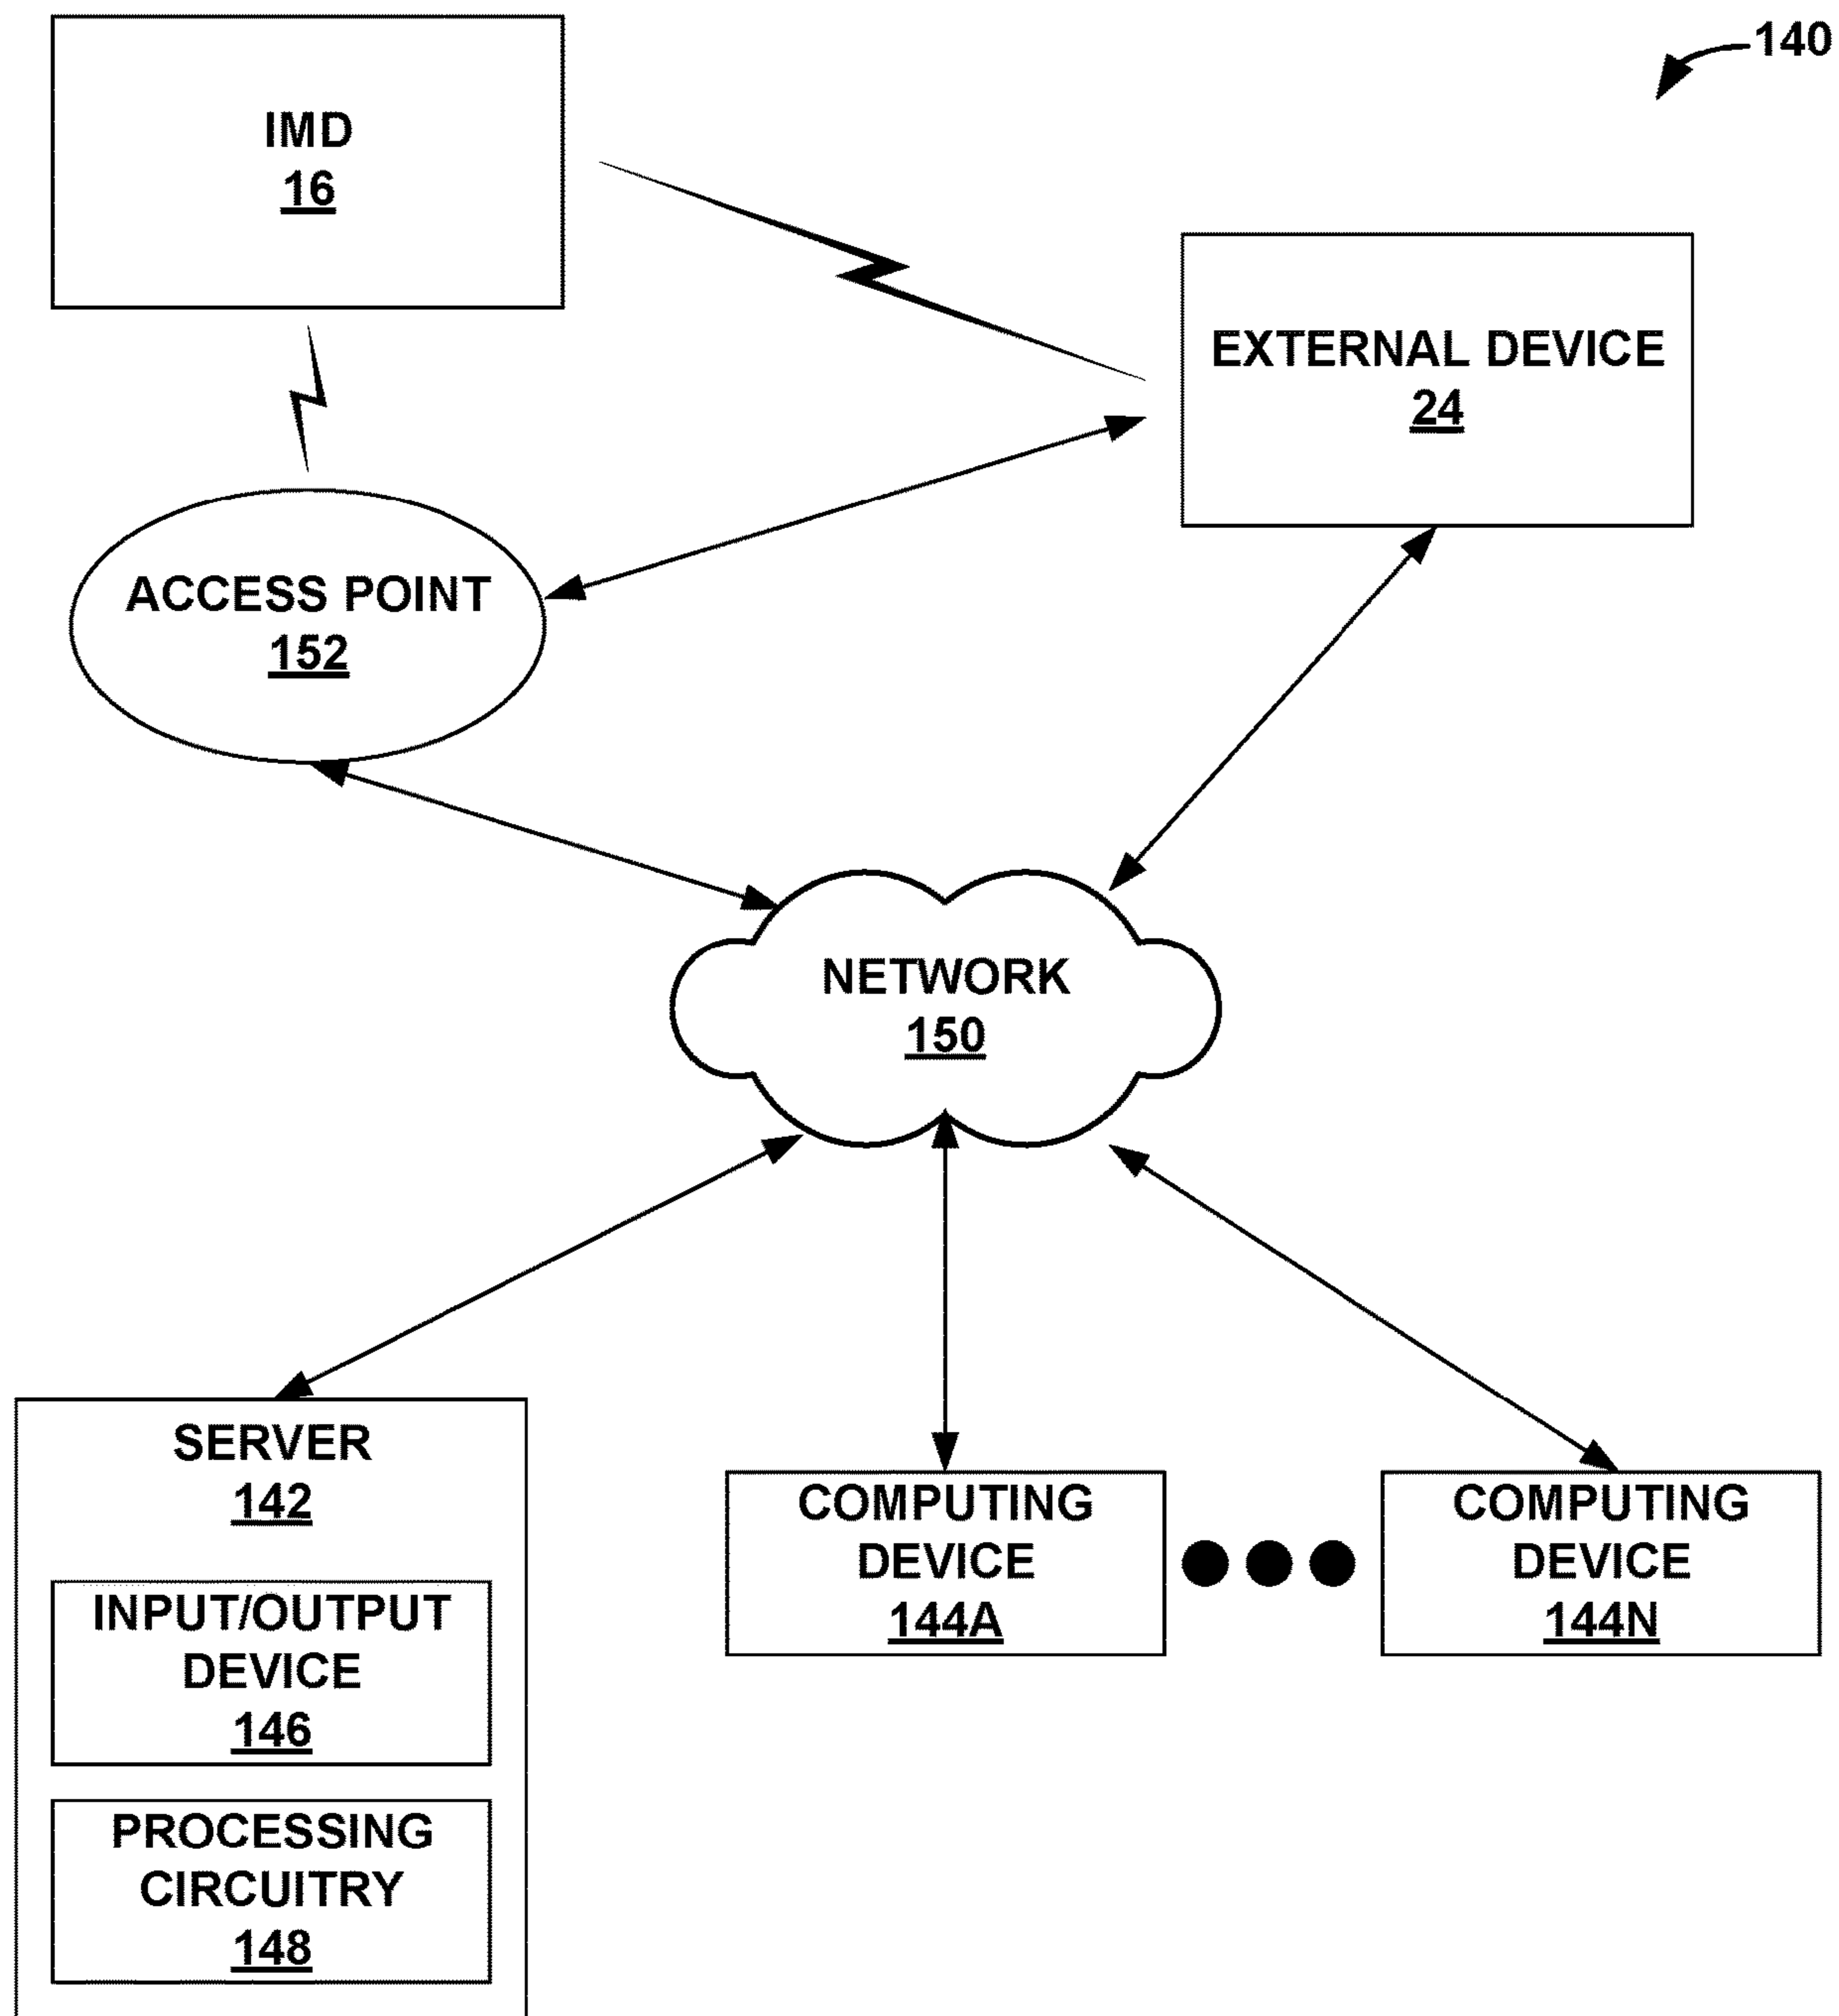 140
IMD
16
EXTERNAL DEVICE
24
ACCESS POINT
152
NETWORK
150
SERVER
142
INPUT/OUTPUT
DEVICE
146
PROCESSING
CIRCUITRY
148
COMPUTING
DEVICE
144A
COMPUTING
DEVICE
144N